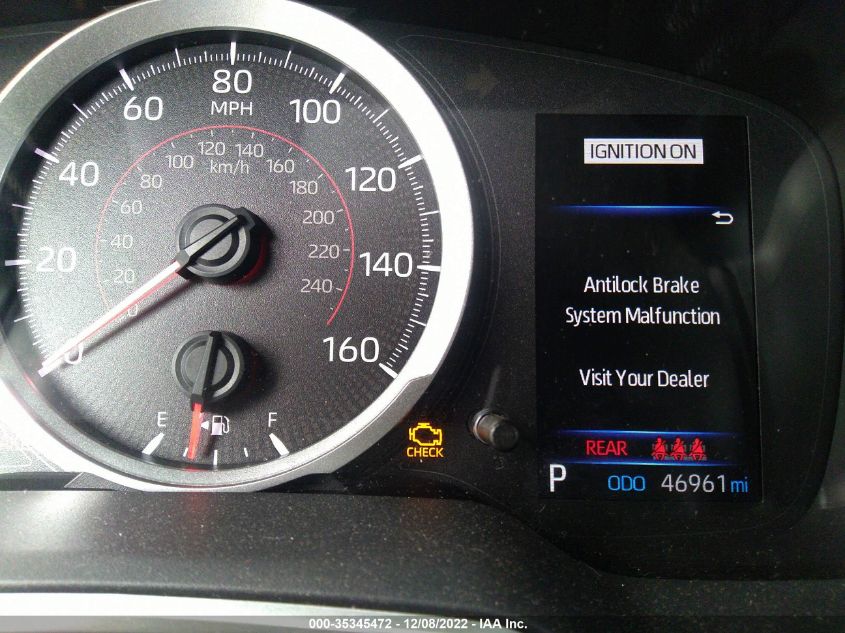 80
MPH
60
100
40
120
20
140
0
160
120
140
100
160
km/h
80
180
60
200
40
220
20
240
0
E
F
CHECK
IGNITION ON
Antilock Brake
System Malfunction
Visit Your Dealer
REAR
P ODO 46961 mi
000-35345472 - 12/08/2022 - IAA Inc.